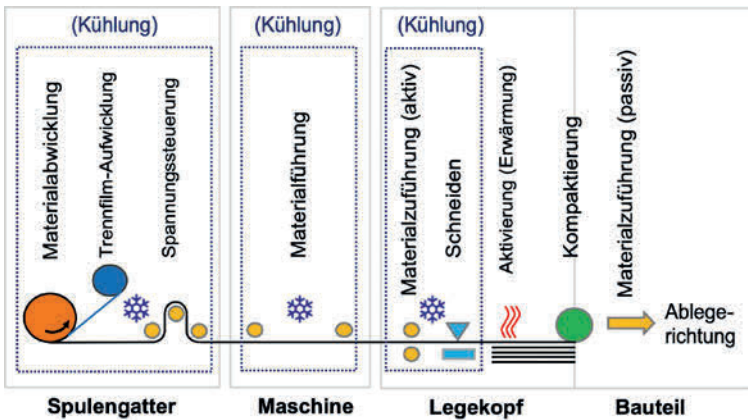 (Kühlung)
(Kühlung)
(Kühlung)
Materialabwicklung
Trennfilm-Aufwicklung
Spannungssteuerung
Materialführung
Materialzuführung (aktiv)
Schneiden
Aktivierung (Erwärmung)
Kompaktierung
Materialzuführung (passiv)
Ablege-
richtung
Spulengatter
Maschine
Legekopf
Bauteil